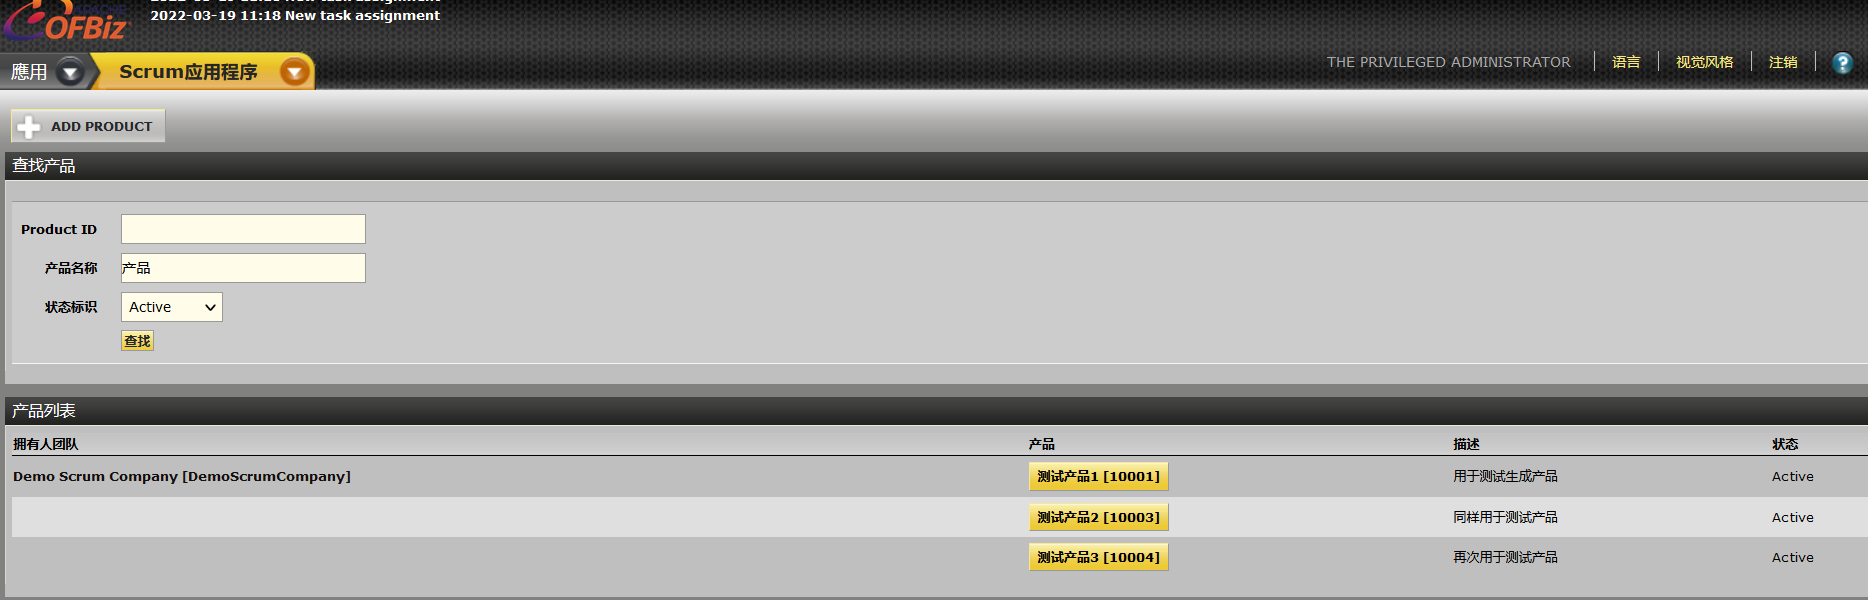 APACHE
OFBiz
2022-03-19 11:18 New task assignment
應用
Scrum应用程序
THE PRIVILEGED ADMINISTRATOR
语言
视觉风格
注销
?
ADD PRODUCT
查找产品
Product ID
产品名称 产品
状态标识 Active
查找
产品列表
拥有人团队 产品 描述 状态
Demo Scrum Company [DemoScrumCompany] 测试产品1 [10001] 用于测试生成产品 Active
测试产品2 [10003] 同样用于测试产品 Active
测试产品3 [10004] 再次用于测试产品 Active